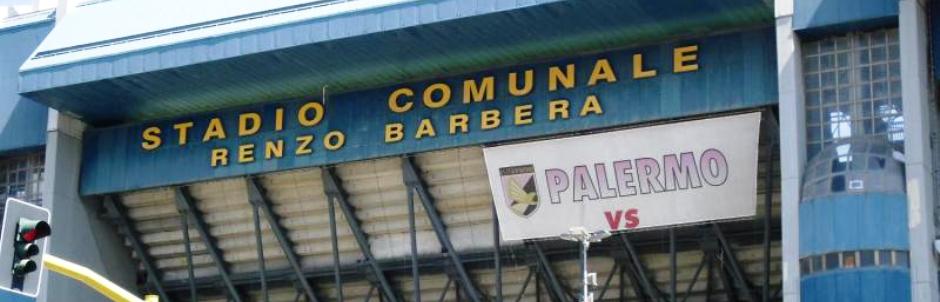 STADIO COMUNALE
RENZO BARBERA
PALERMO
VS